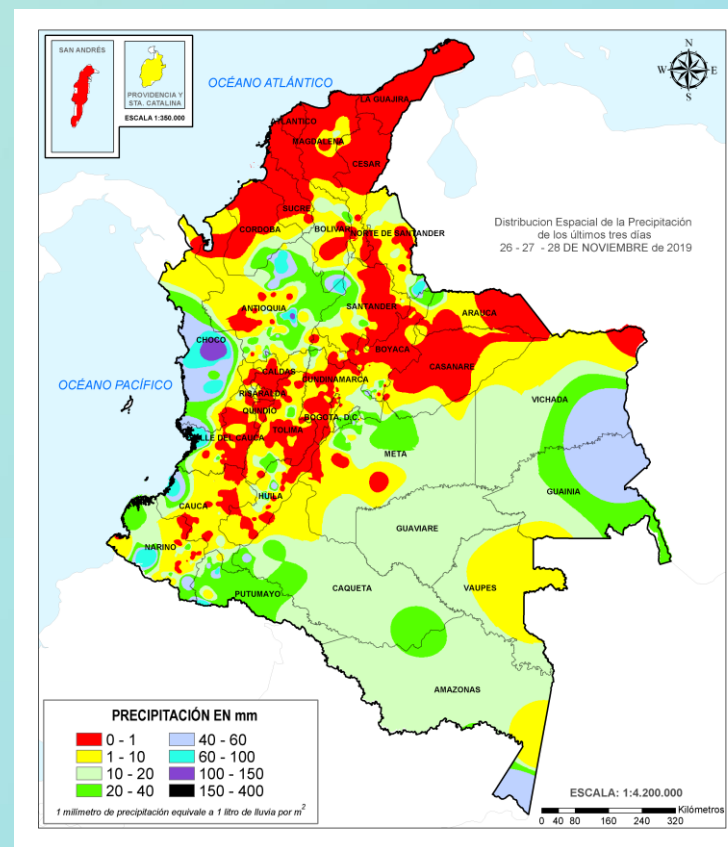 SAN ANDRÉS
PROVIDENCIA Y
STA. CATALINA
ESCALA 1:350.000
OCÉANO ATLÁNTICO
N
W E
S
LA GUAJIRA
ATLÁNTICO
MAGDALENA
CESAR
Distribucion Espacial de la Precipitación
de los últimos tres días
26 - 27 - 28 DE NOVIEMBRE de 2019
SUCRE
CORDOBA
BOLIVAR
NORTE DE SANTANDER
ANTIOQUIA
SANTANDER
ARAUCA
CHOCO
BOYACA
CASANARE
OCÉANO PACÍFICO
CALDAS
CUNDINAMARCA
RISARALDA
VICHADA
QUINDIO
BOGOTA, D.C.
TOLIMA
VALLE DEL CAUCA
META
GUAINIA
HUILA
CAUCA
GUAVIARE
NARINO
PUTUMAYO
CAQUETA
VAUPES
AMAZONAS
PRECIPITACIÓN EN mm
0 - 1 40 - 60
1 - 10 60 - 100
10 - 20 100 - 150
20 - 40 150 - 400
1 milímetro de precipitación equivale a 1 litro de lluvia por m²
ESCALA: 1:4.200.000
Kilómetros
0 40 80 160 240 320